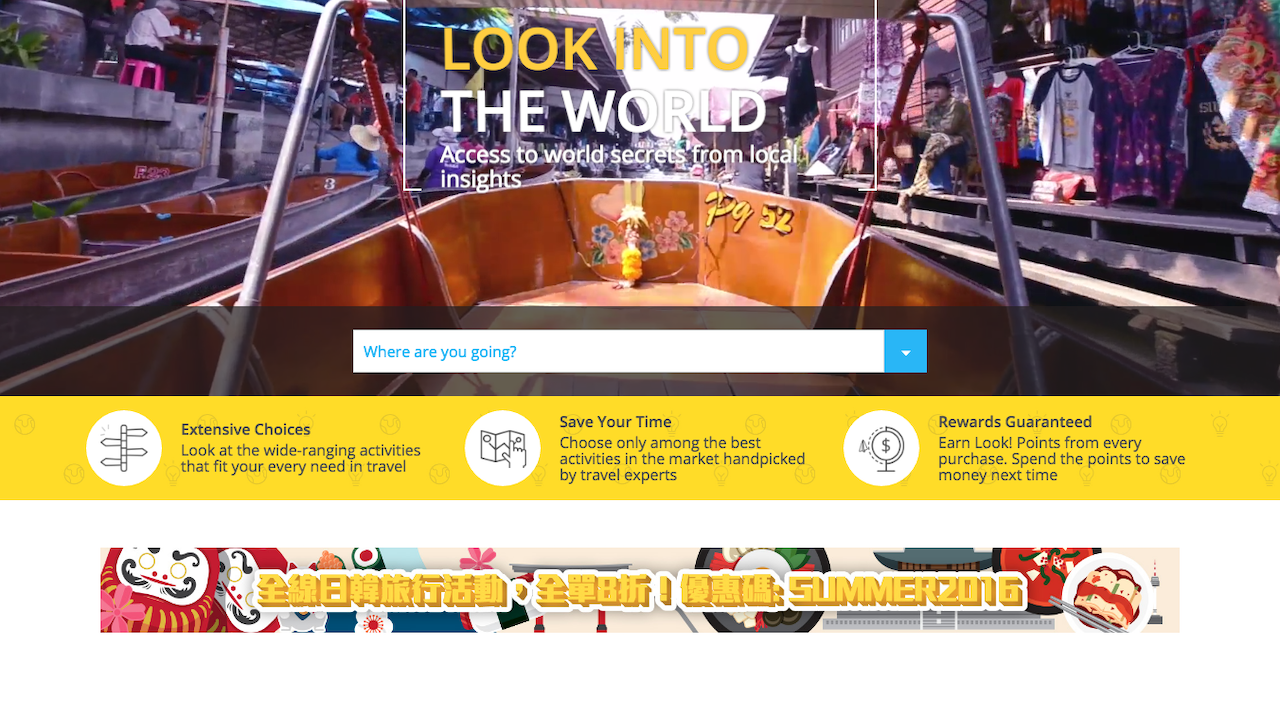 LOOK INTO
THE WORLD
Access to world secrets from local
insights
F.22
3
Pg 52
Where are you going?
Extensive Choices
Look at the wide-ranging activities
that fit your every need in travel
Save Your Time
Choose only among the best
activities in the market handpicked
by travel experts
Rewards Guaranteed
Earn Look! Points from every
purchase. Spend the points to save
money next time
$
全線日韓旅行活動，全單8折！優惠碼: SUMMER2016